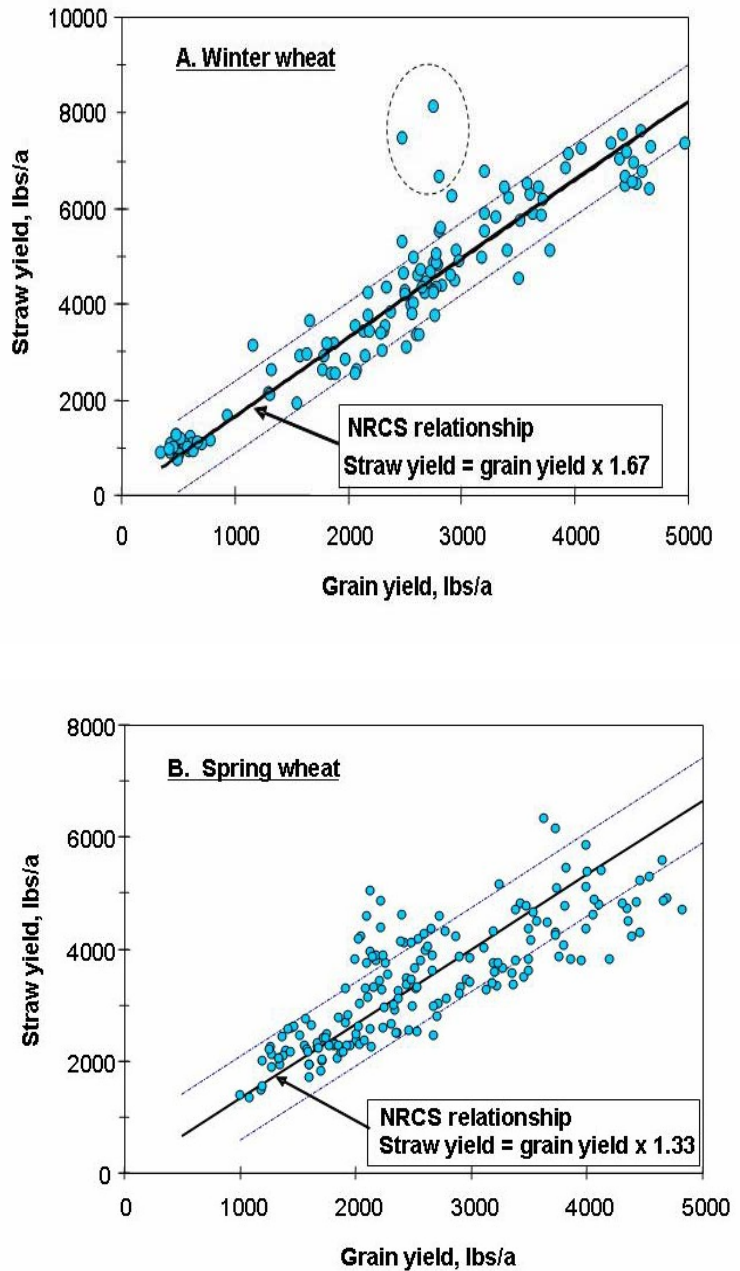 10000
A. Winter wheat
8000
6000
4000
2000
0
Straw yield, lbs/a
NRCS relationship
Straw yield = grain yield x 1.67
0 1000 2000 3000 4000 5000
Grain yield, lbs/a
8000
B. Spring wheat
6000
4000
2000
0
Straw yield, lbs/a
NRCS relationship
Straw yield = grain yield x 1.33
0 1000 2000 3000 4000 5000
Grain yield, lbs/a